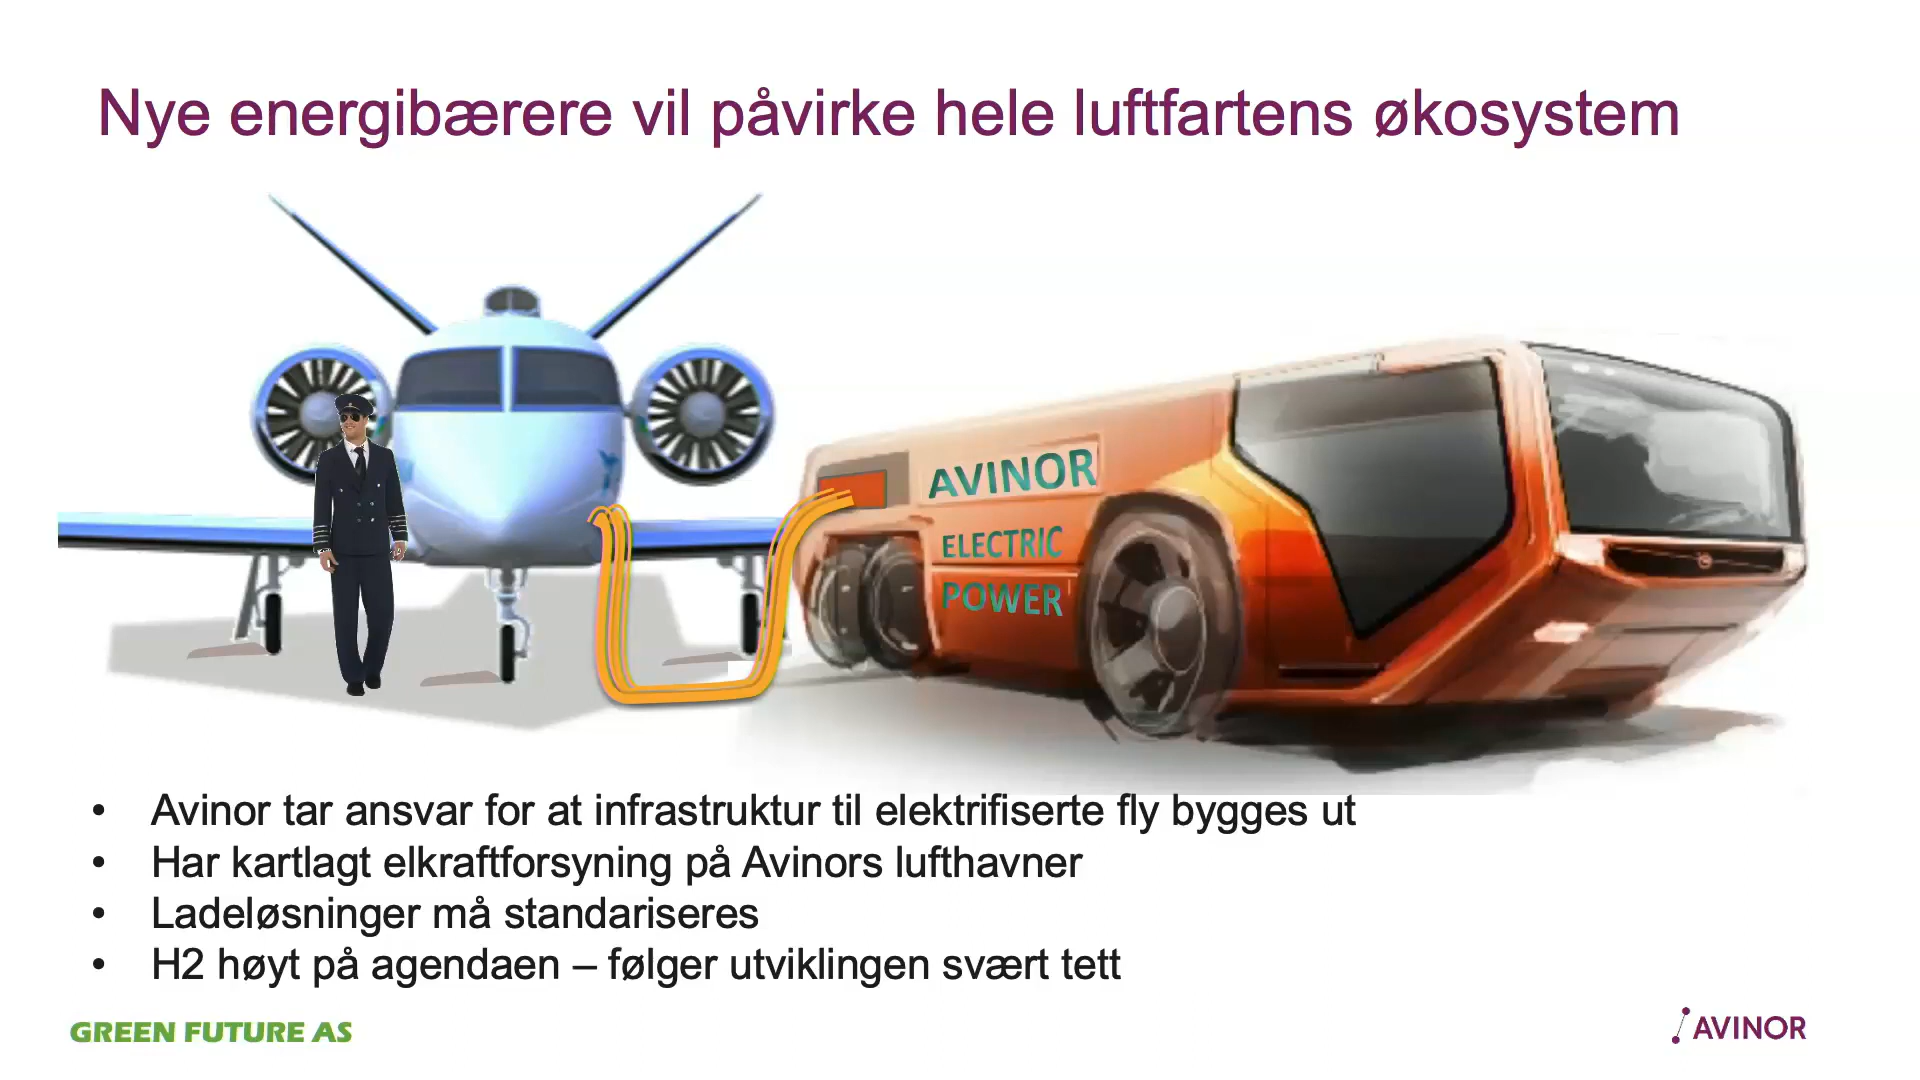 Nye energibærere vil påvirke hele luftfartens økosystem
AVINOR
ELECTRIC
POWER
• Avinor tar ansvar for at infrastruktur til elektrifiserte fly bygges ut
• Har kartlagt elkraftforsyning på Avinors lufthavner
• Ladeløsninger må standariseres
• H2 høyt på agendaen – følger utviklingen svært tett
GREEN FUTURE AS
AVINOR